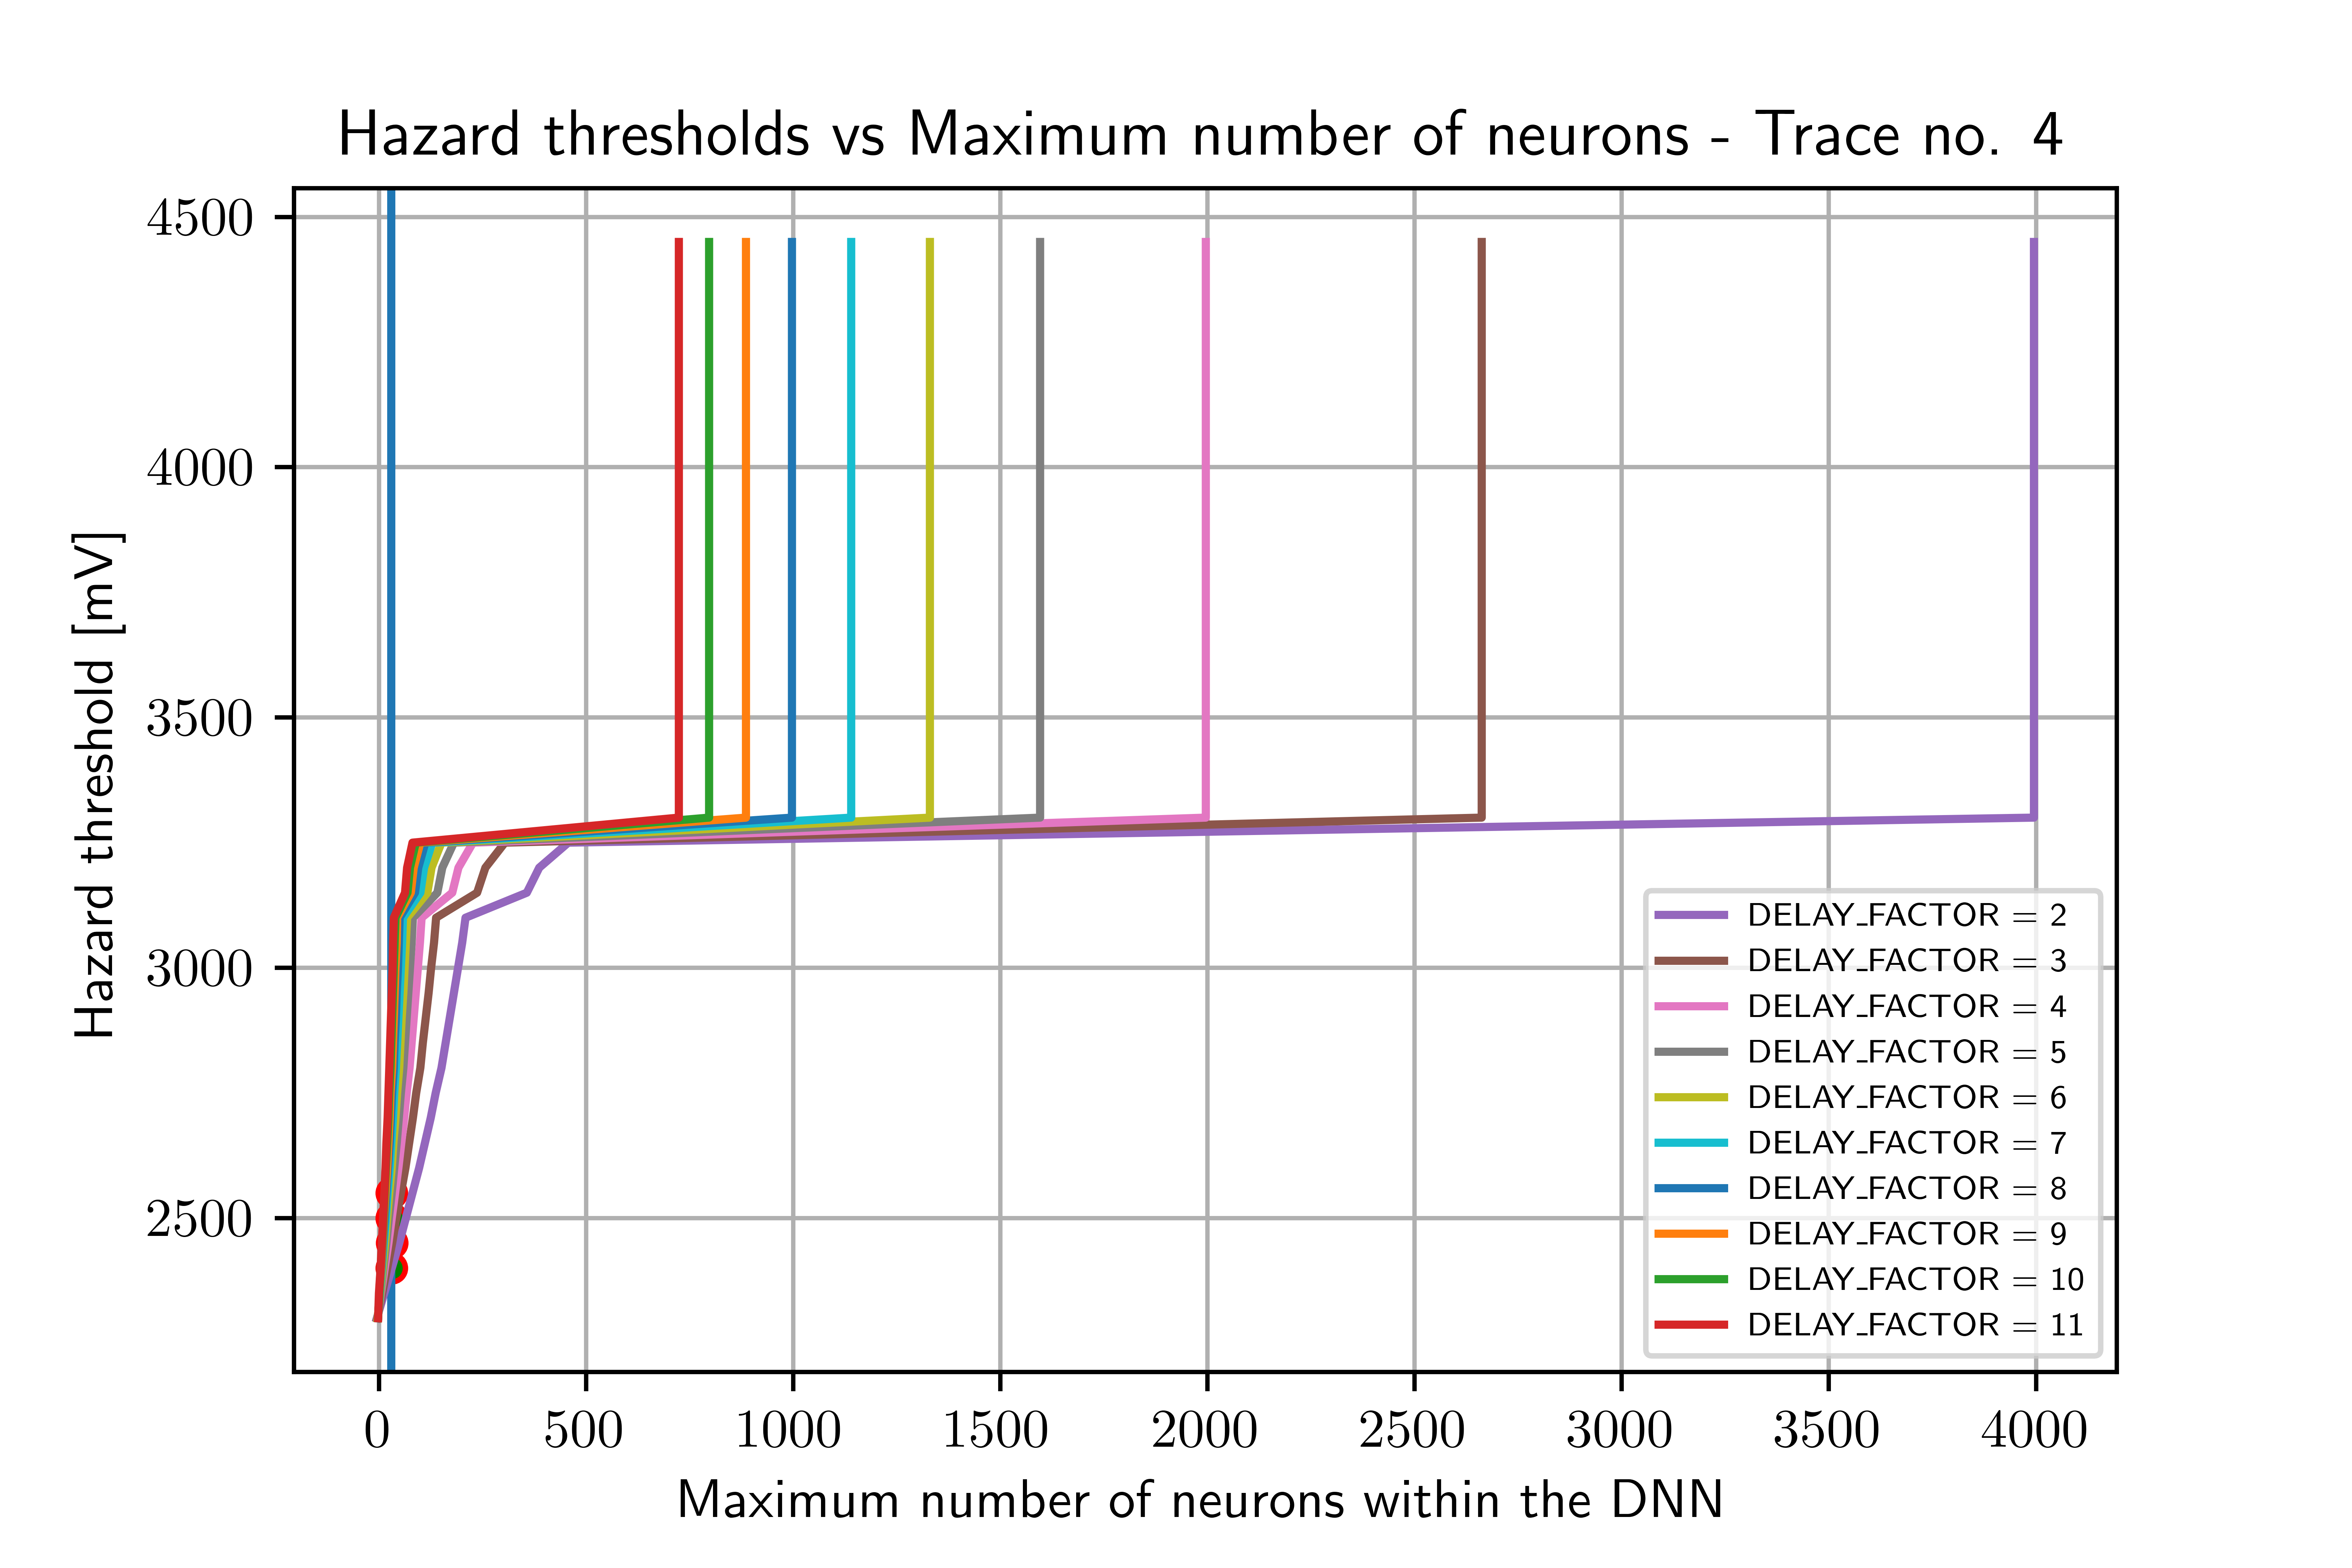 Hazard thresholds vs Maximum number of neurons - Trace no. 4
Hazard threshold [mV]
4500
4000
3500
3000
2500
DELAY_FACTOR = 2
DELAY_FACTOR = 3
DELAY_FACTOR = 4
DELAY_FACTOR = 5
DELAY_FACTOR = 6
DELAY_FACTOR = 7
DELAY_FACTOR = 8
DELAY_FACTOR = 9
DELAY_FACTOR = 10
DELAY_FACTOR = 11
0 500 1000 1500 2000 2500 3000 3500 4000
Maximum number of neurons within the DNN